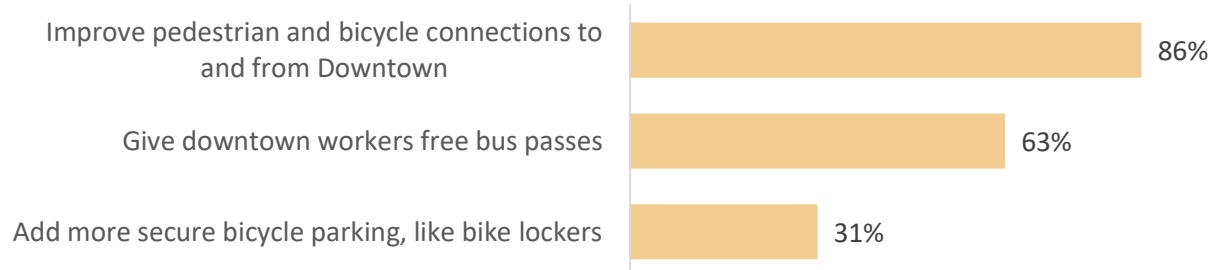 Improve pedestrian and bicycle connections to
and from Downtown
86%
Give downtown workers free bus passes
63%
Add more secure bicycle parking, like bike lockers
31%